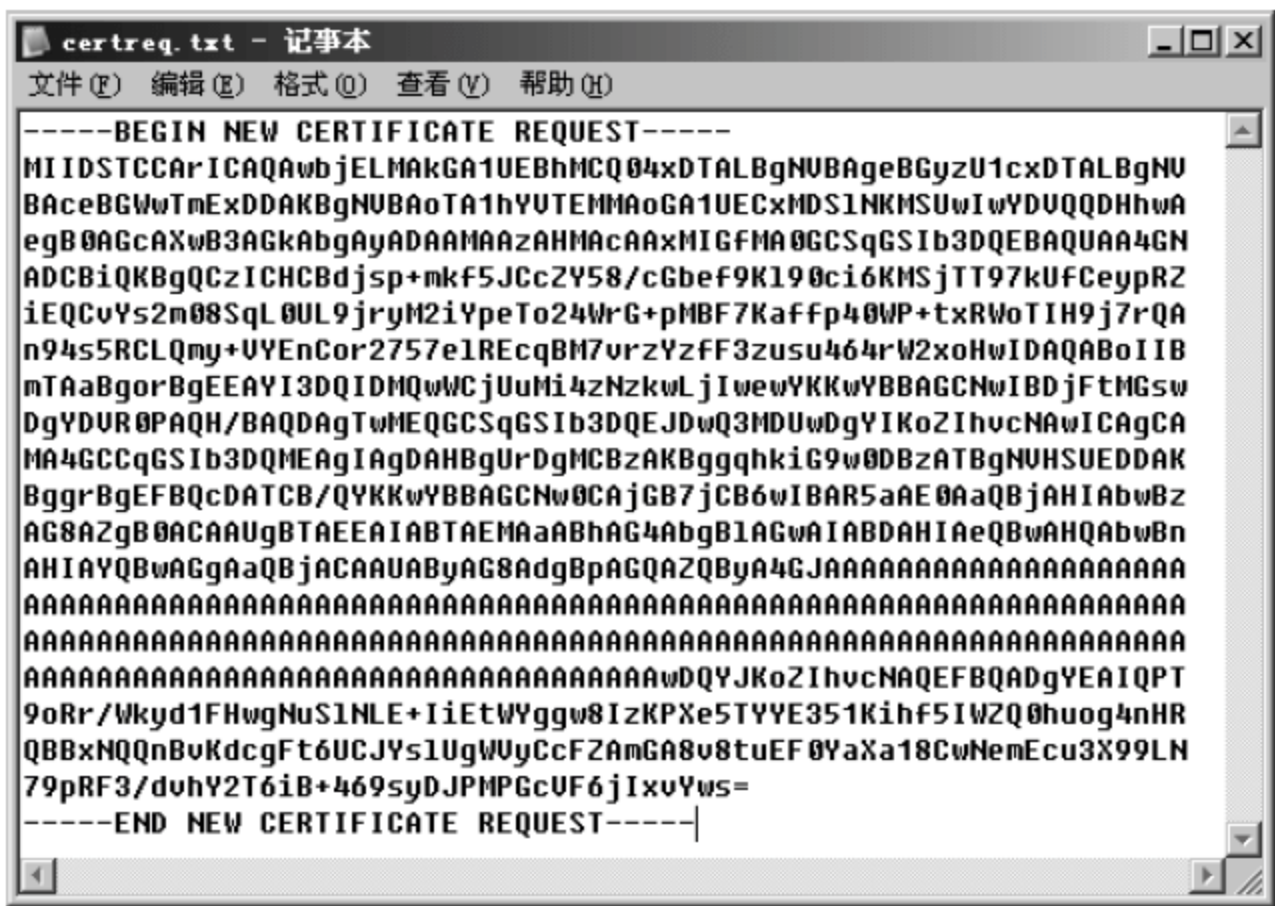 certreq.txt - 记事本
文件(F) 编辑(E) 格式(O) 查看(V) 帮助(H)
-----BEGIN NEW CERTIFICATE REQUEST-----
MIIDSTCCArICAQAwbjELMAkGA1UEBhMCQ04xDTALBgNVBAgeBGyzU1cxDTALBgNV
BAceBGWwTmExDDAKBgNVBAoTA1hYVTEMMAoGA1UECxMDSlNKMSUwIwYDVQQDHhwA
egB0AGcAXwB3AGkAbgAyADAAMAAzAHMAcAAxMIGfMA0GCSqGSIb3DQEBAQUAA4GN
ADCBiQKBgQCzICHCBdjsp+mkf5JCcZY58/cGbef9Kl90ci6KMSjTT97kUfCeypRZ
iEQCvYs2m08SqL0UL9jryM2iYpeTo24WrG+pMBF7Kaffp40WP+txRWoTIH9j7rQA
n94s5RCLQmy+VYEnCor2757elREcqBM7vrzYzfF3zusu464rW2xoHwIDAQABoIIB
mTAaBgorBgEEAYI3DQIDMQwWCjUuMi4zNzkwLjIwewYKKwYBBAGCNwIBDjFtMGsw
DgYDVR0PAQH/BAQDAgTwMEQGCSqGSIb3DQEJDwQ3MDUwDgYIKoZIhvcNAwICAgCA
MA4GCCqGSIb3DQMEAgIAgDAHBgUrDgMCBzAKBggqhkiG9w0DBzATBgNVHSUEDDAK
BggrBgEFBQcDATCB/QYKKwYBBAGCNw0CAjGB7jCB6wIBAR5aAE0AaQBjAHIAbwBz
AG8AZgB0ACAAUgBTAEEAIABTAEMAaABhAG4AbgBlAGwAIABDAHIAeQBwAHQAbwBn
AHIAYQBwAGgAaQBjACAAUAByAG8AdgBpAGQAZQByA4GJAAAAAAAAAAAAAAAAAAAA
AAAAAAAAAAAAAAAAAAAAAAAAAAAAAAAAAAAAAAAAAAAAAAAAAAAAAAAAAAAAAAAA
AAAAAAAAAAAAAAAAAAAAAAAAAAAAAAAAAAAAAAAAAAAAAAAAAAAAAAAAAAAAAAAA
AAAAAAAAAAAAAAAAAAAAAAAAAAAAAAAAAAAwDQYJKoZIhvcNAQEFBQADgYEAIQPT
9oRr/Wkyd1FHwgNuSlNLE+IiEtWYggw8IzKPXe5TYYE351Kihf5IWZQ0huog4nHR
QBBxNQQnBvKdcgFt6UCJYslUgWVyCcFZAmGA8v8tuEF0YaXa18CwNemEcu3X99LN
79pRF3/dvhY2T6iB+469syDJPMPGcVF6jIxvYws=
-----END NEW CERTIFICATE REQUEST-----